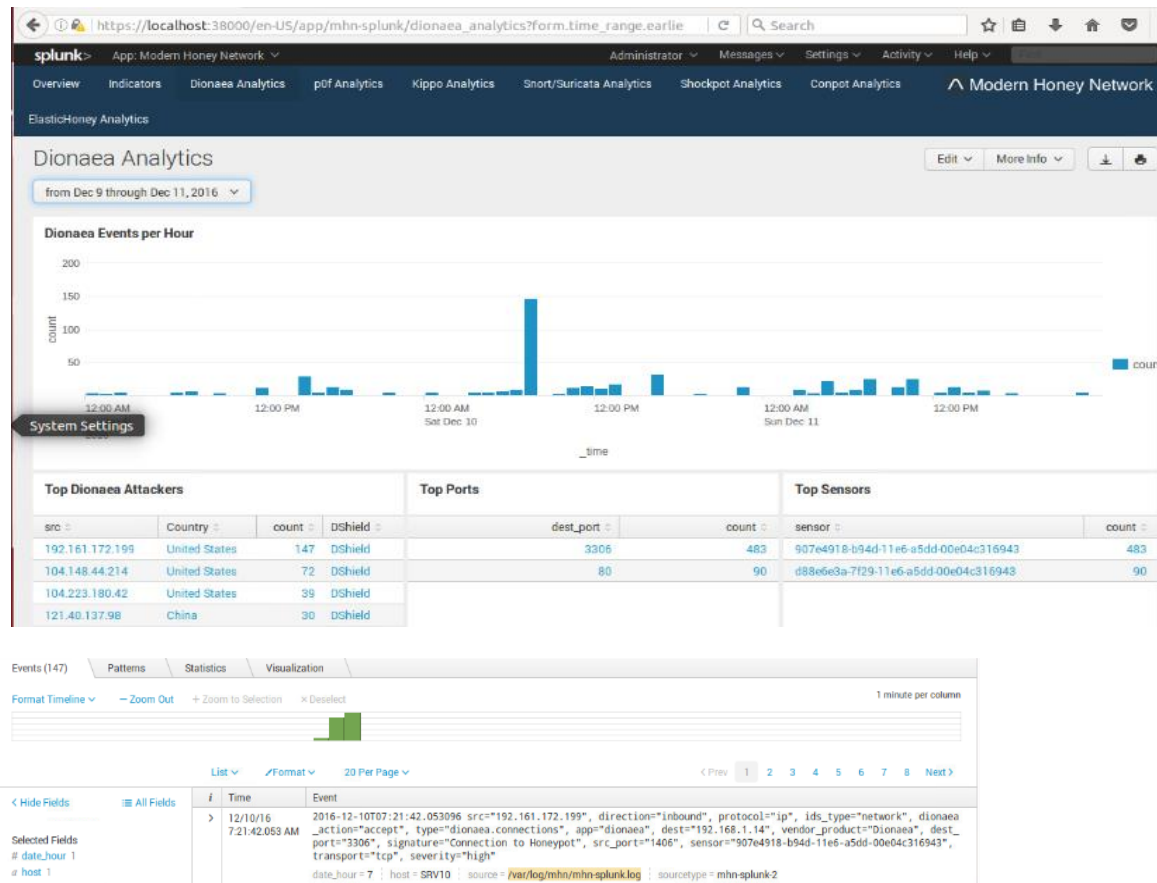 https://localhost:38000/en-US/app/mhn-splunk/dionaea_analytics?form.time_range.earlie
Search
splunk> App: Modern Honey Network Administrator Messages Settings Activity Help
Overview Indicators Dionaea Analytics p0f Analytics Kippo Analytics Snort/Suricata Analytics Shockpot Analytics Conpot Analytics Modern Honey Network
ElasticHoney Analytics
Dionaea Analytics
Edit More Info
from Dec 9 through Dec 11, 2016
Dionaea Events per Hour
200
150
100
50
count
coun
12:00 AM 12:00 PM 12:00 AM 12:00 PM 12:00 AM 12:00 PM
Sat Dec 10 Sun Dec 11
System Settings
_time
Top Dionaea Attackers Top Ports Top Sensors
src Country count DShield dest_port count sensor count
192.161.172.199 United States 147 DShield 3306 483 907e4918-b94d-11e6-a5dd-00e04c316943 483
104.148.44.214 United States 72 DShield 80 90 d88e6e3a-7f29-11e6-a5dd-00e04c316943 90
104.223.180.42 United States 39 DShield
121.40.137.98 China 30 DShield
Events (147) Patterns Statistics Visualization
Format Timeline – Zoom Out + Zoom to Selection × Deselect 1 minute per column
List Format 20 Per Page < Prev 1 2 3 4 5 6 7 8 Next >
< Hide Fields All Fields i Time Event
Selected Fields
# date_hour 1
a host 1
> 12/10/16
7:21:42.053 AM
2016-12-10T07:21:42.053096 src="192.161.172.199", direction="inbound", protocol="ip", ids_type="network", dionaea
_action="accept", type="dionaea.connections", app="dionaea", dest="192.168.1.14", vendor_product="Dionaea", dest_
port="3306", signature="Connection to Honeypot", src_port="1406", sensor="907e4918-b94d-11e6-a5dd-00e04c316943",
transport="tcp", severity="high"
date_hour = 7 host = SRV10 source = /var/log/mhn/mhn-splunk.log sourcetype = mhn-splunk-2